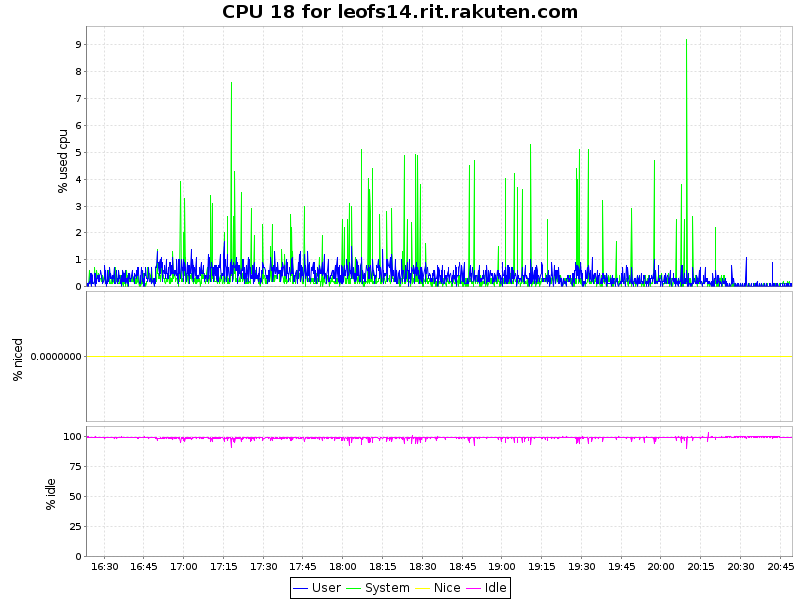 CPU 18 for leofs14.rit.rakuten.com
% used cpu
9
8
7
6
5
4
3
2
1
0
% niced
0.0000000
% idle
100
75
50
25
0
16:30 16:45 17:00 17:15 17:30 17:45 18:00 18:15 18:30 18:45 19:00 19:15 19:30 19:45 20:00 20:15 20:30 20:45
User System Nice Idle